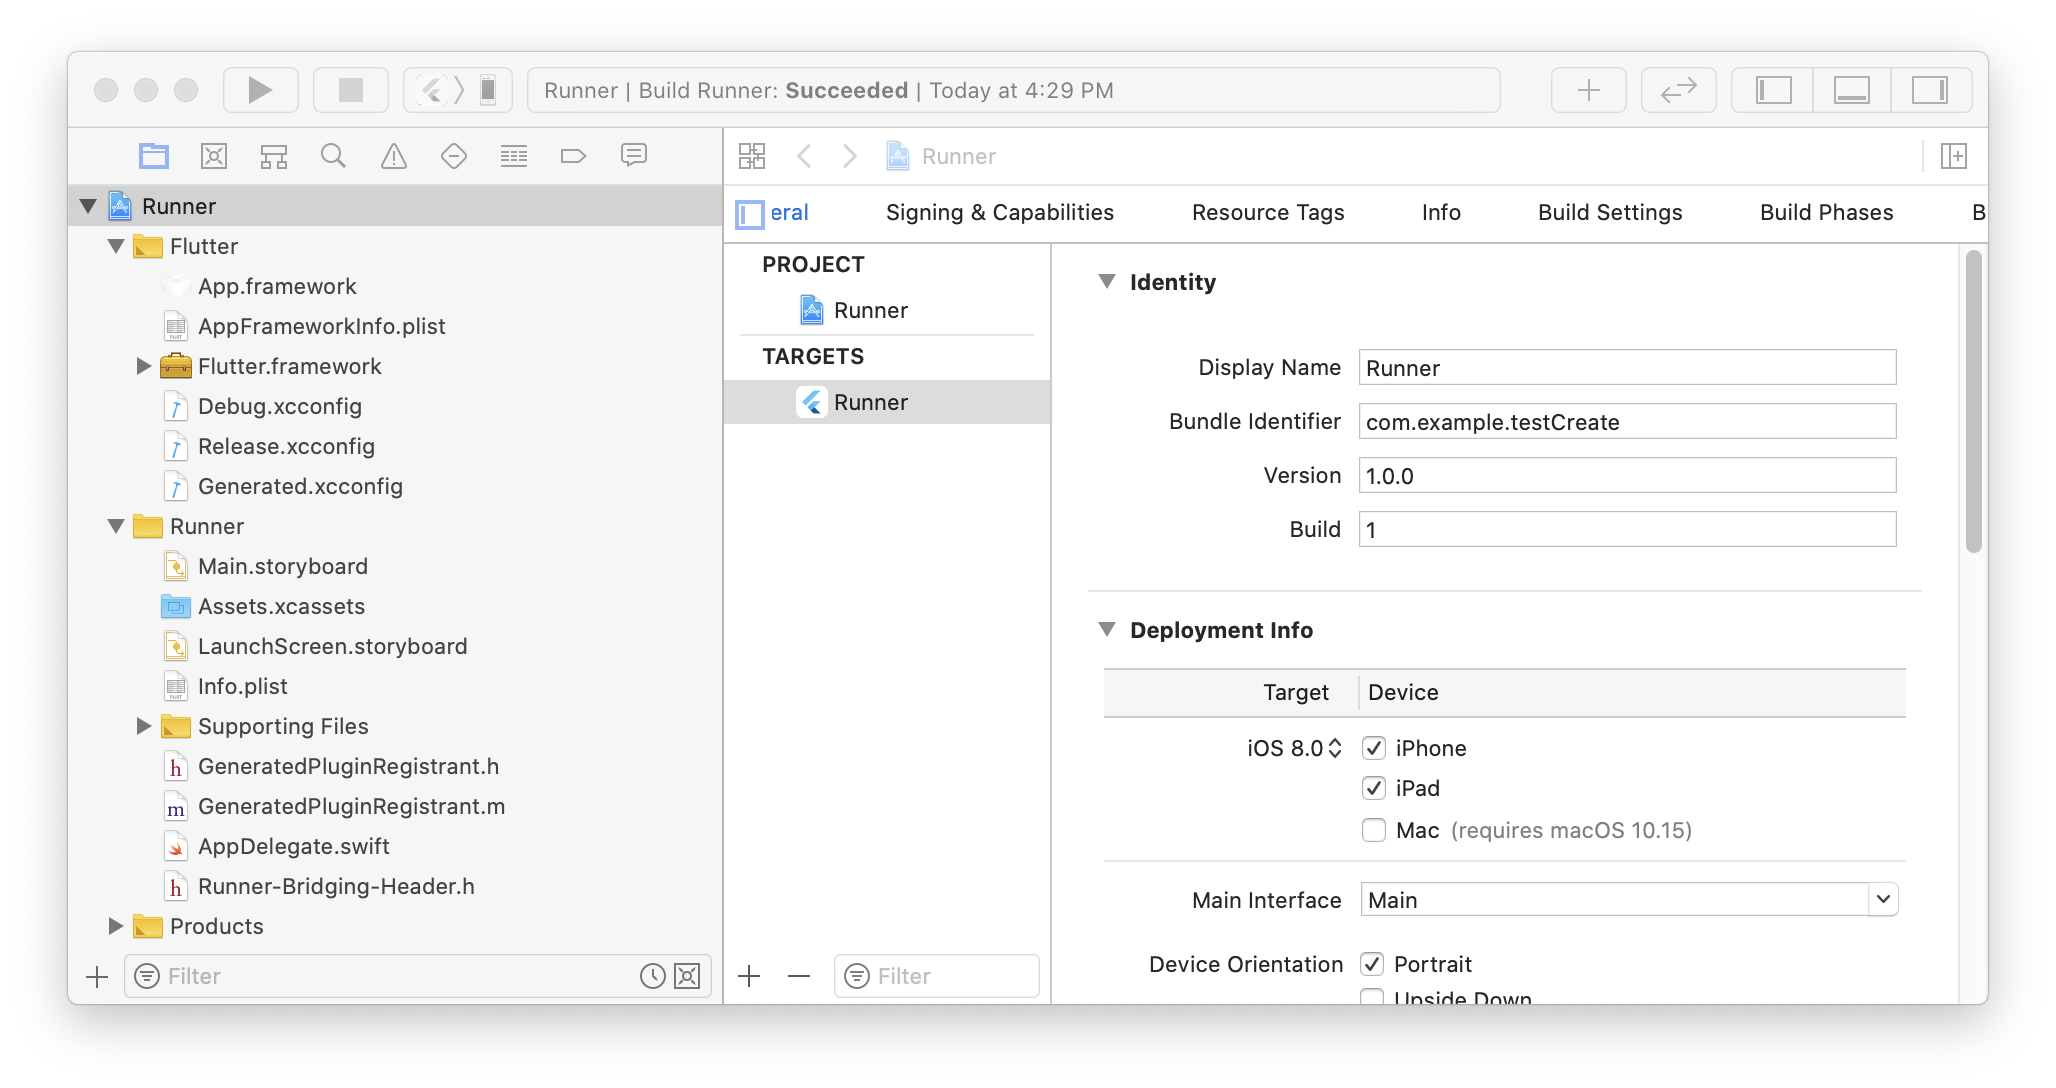 Runner | Build Runner: Succeeded | Today at 4:29 PM
Runner
Flutter
App.framework
AppFrameworkInfo.plist
Flutter.framework
Debug.xcconfig
Release.xcconfig
Generated.xcconfig
Runner
Main.storyboard
Assets.xcassets
LaunchScreen.storyboard
Info.plist
Supporting Files
GeneratedPluginRegistrant.h
GeneratedPluginRegistrant.m
AppDelegate.swift
Runner-Bridging-Header.h
Products
Filter
Runner
eral Signing & Capabilities Resource Tags Info Build Settings Build Phases B
PROJECT
Runner
TARGETS
Runner
Filter
Identity
Display Name Runner
Bundle Identifier com.example.testCreate
Version 1.0.0
Build 1
Deployment Info
Target Device
iOS 8.0 iPhone
iPad
Mac (requires macOS 10.15)
Main Interface Main
Device Orientation Portrait
Upside Down